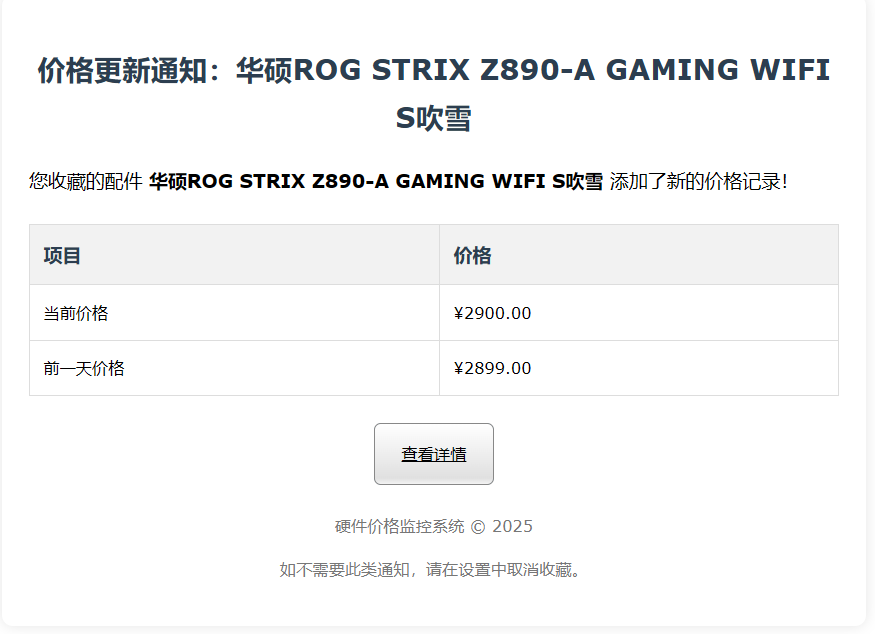 价格更新通知：华硕ROG STRIX Z890-A GAMING WIFI
S吹雪
您收藏的配件 华硕ROG STRIX Z890-A GAMING WIFI S吹雪 添加了新的价格记录！
项目 价格
当前价格 ¥2900.00
前一天价格 ¥2899.00
查看详情
硬件价格监控系统 © 2025
如不需要此类通知，请在设置中取消收藏。